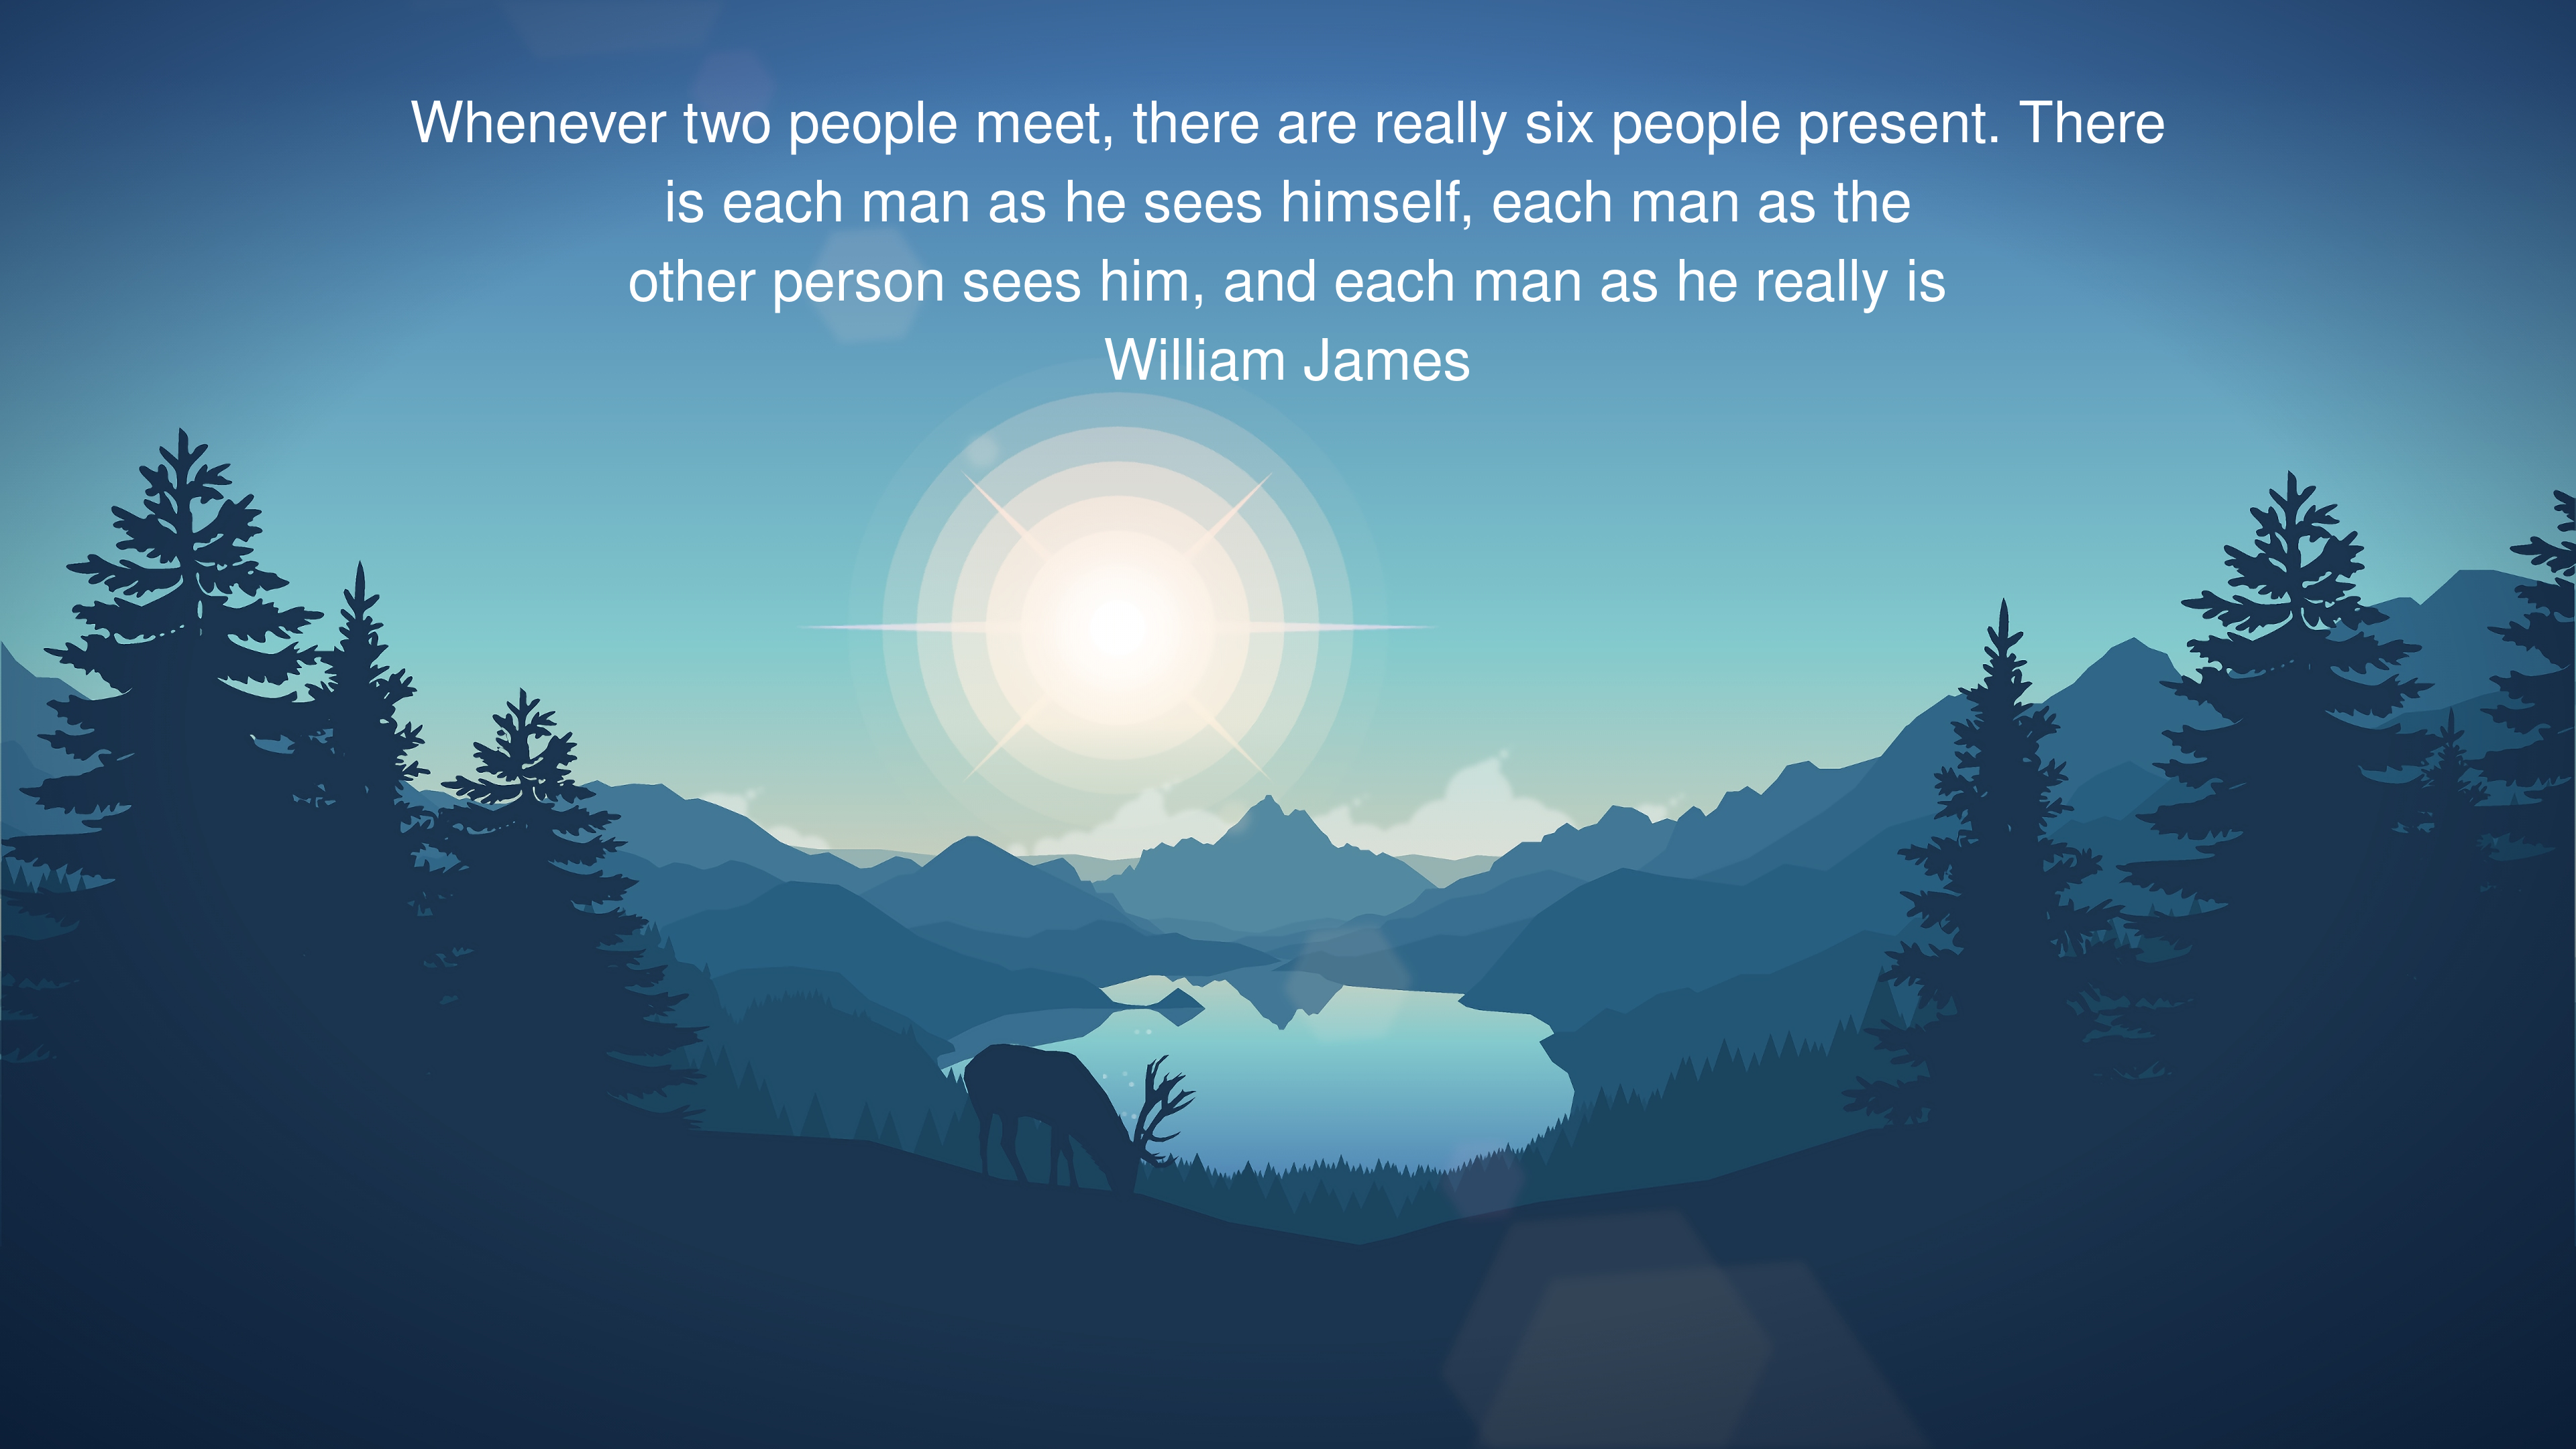 Whenever two people meet, there are really six people present. There
is each man as he sees himself, each man as the
other person sees him, and each man as he really is
William James